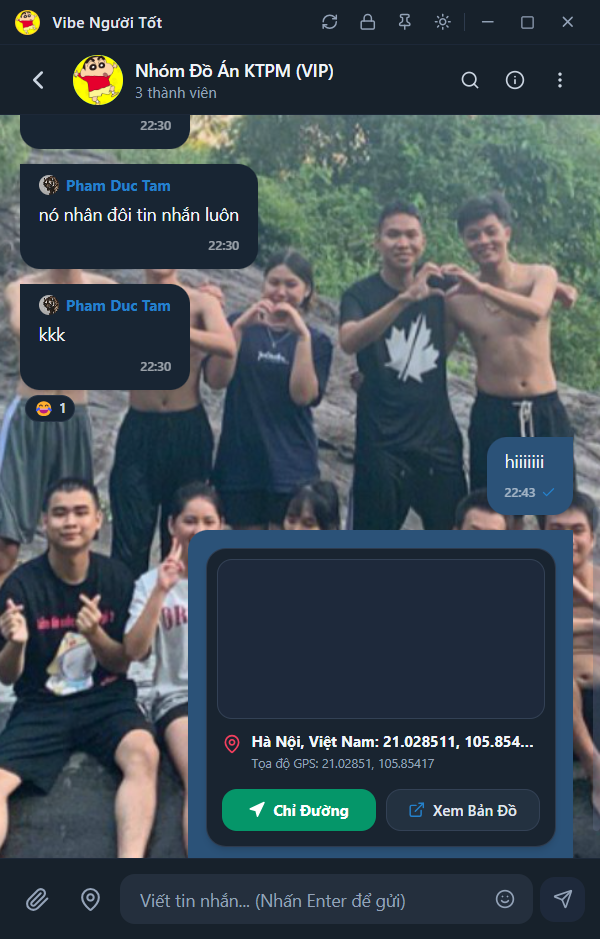 Vibe Người Tốt
Nhóm Đồ Án KTPM (VIP)
3 thành viên
22:30
Pham Duc Tam
nó nhân đôi tin nhắn luôn
22:30
Pham Duc Tam
kkk
22:30
😂 1
hiiiiiii
22:43
Hà Nội, Việt Nam: 21.028511, 105.854...
Tọa độ GPS: 21.02851, 105.85417
Chỉ Đường
Xem Bản Đồ
Viết tin nhắn... (Nhấn Enter để gửi)